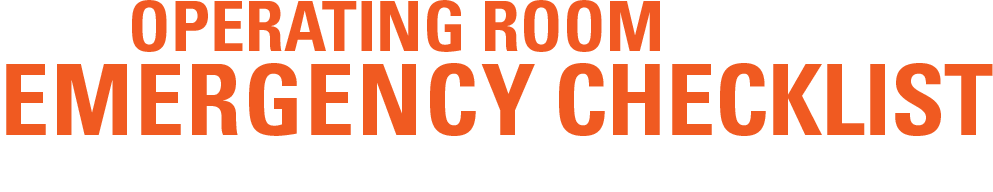 OPERATING ROOM
EMERGENCY CHECKLIST